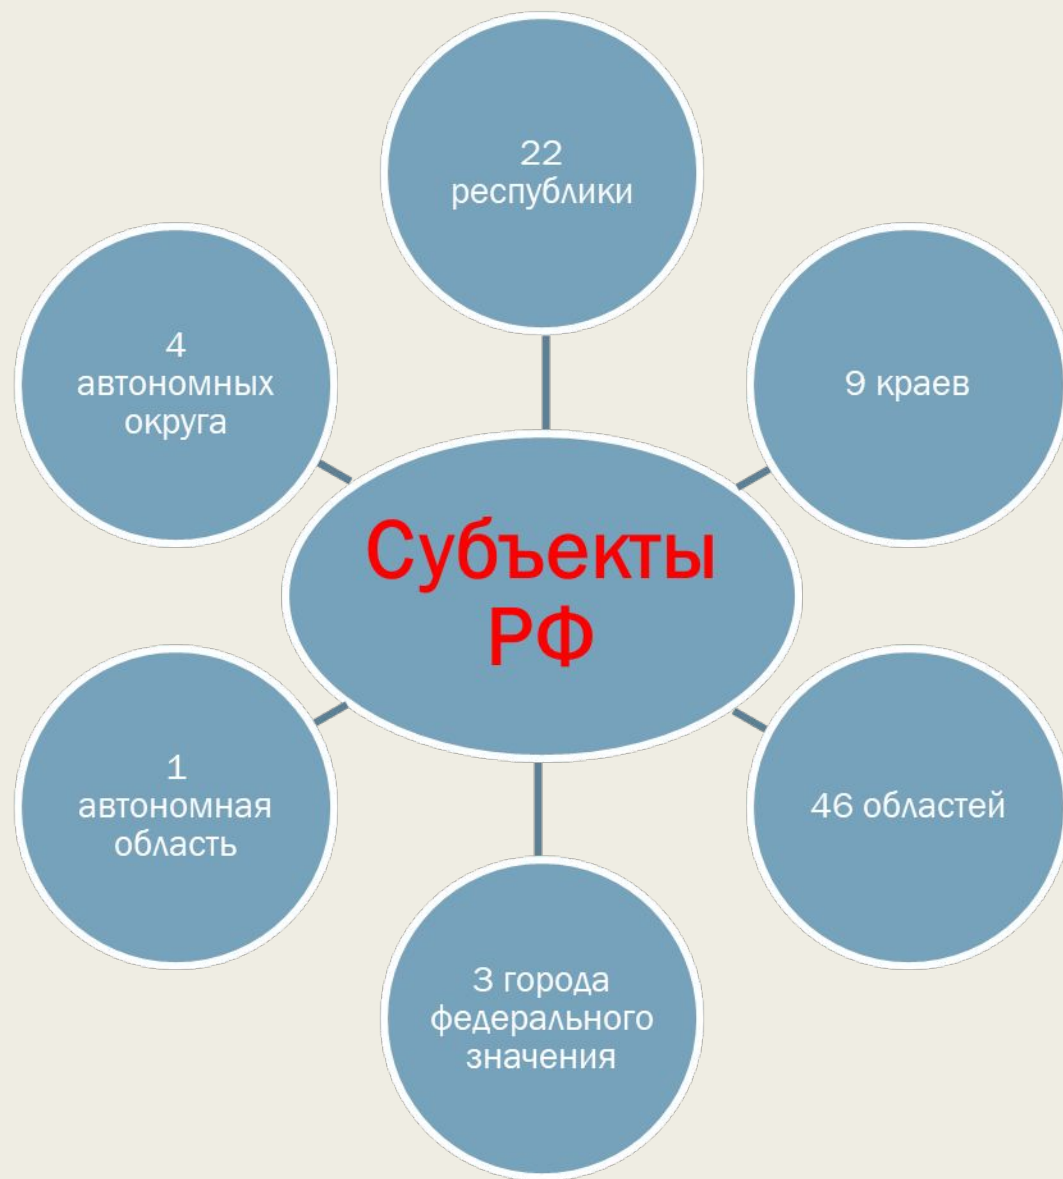 22
республики
4
автономных
округа
9 краев
Субъекты
РФ
1
автономная
область
46 областей
3 города
федерального
значения